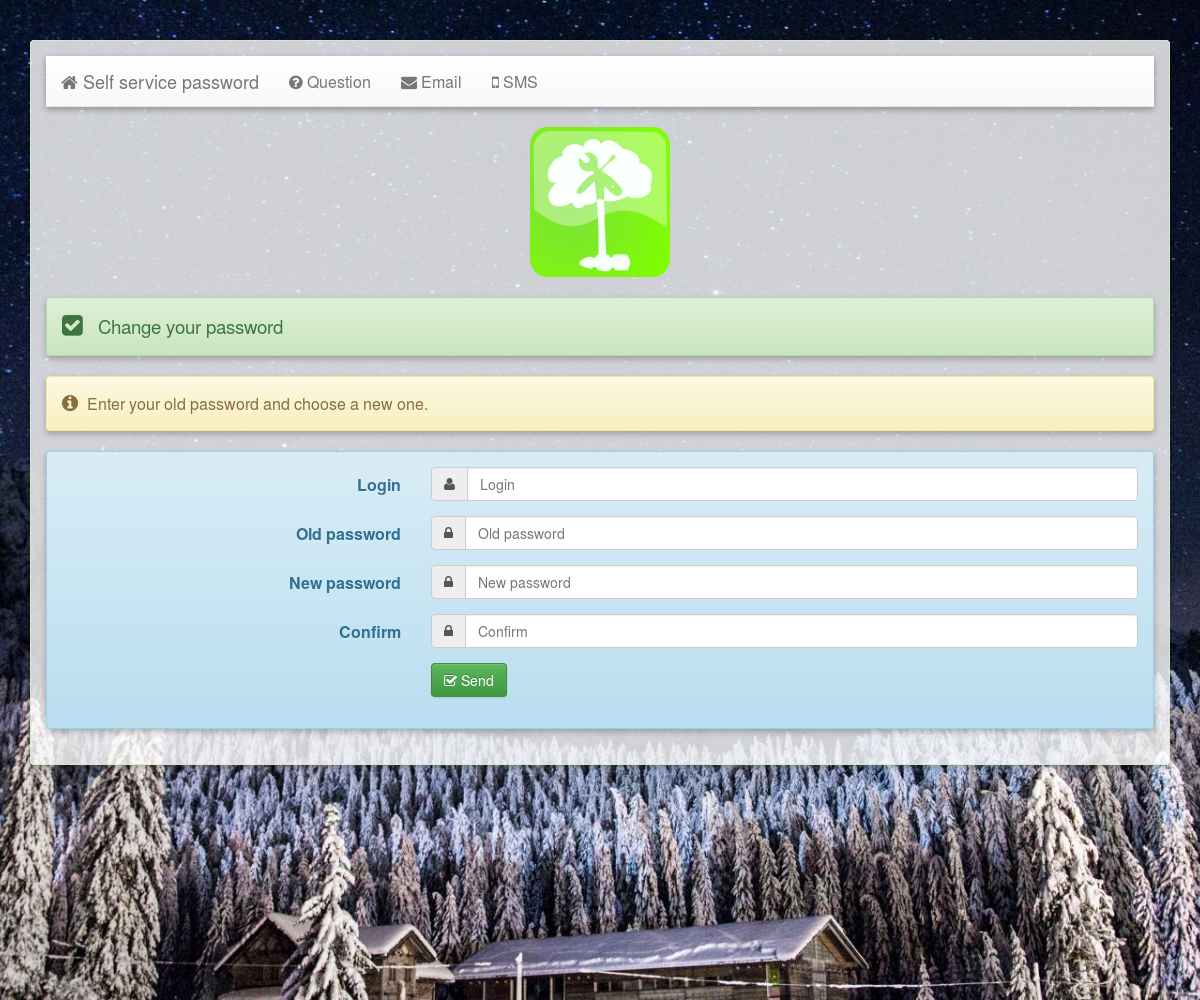 Self service password Question Email SMS
Change your password
Enter your old password and choose a new one.
Login Login
Old password Old password
New password New password
Confirm Confirm
Send